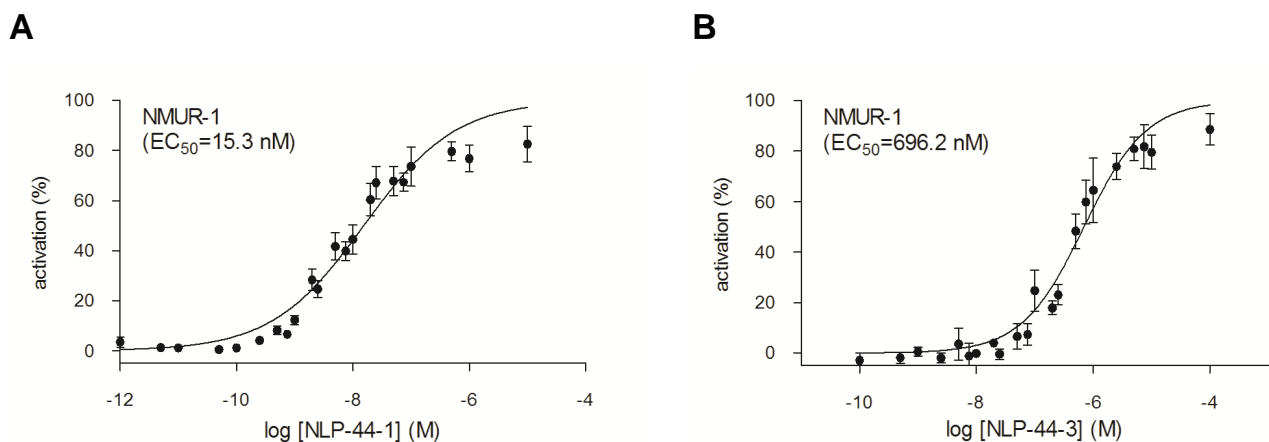 A
B
NMUR-1
(EC50=15.3 nM)
activation (%)
100
80
60
40
20
0
-12
-10
-8
-6
-4
log [NLP-44-1] (M)
NMUR-1
(EC50=696.2 nM)
activation (%)
100
80
60
40
20
0
-10
-8
-6
-4
log [NLP-44-3] (M)